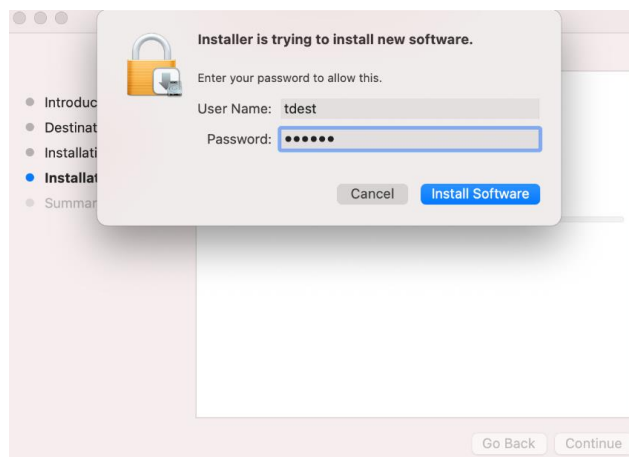 Installer is trying to install new software.
Enter your password to allow this.
User Name: tdest
Password: ••••••
Cancel Install Software
Introduc
Destinat
Installati
Installat
Summar
Go Back Continue